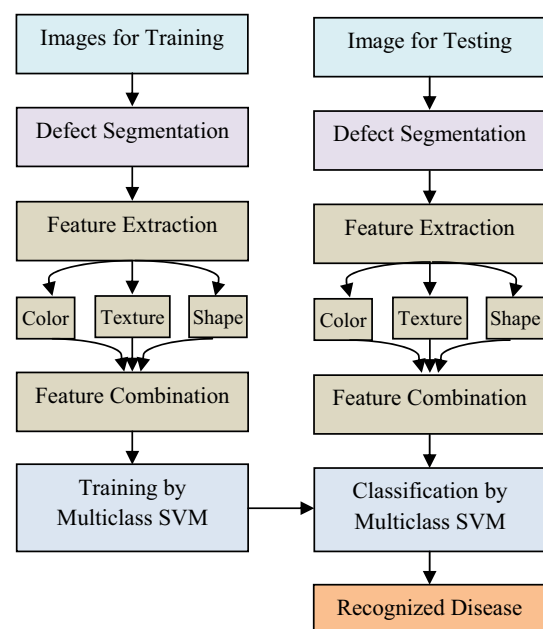 Images for Training
Defect Segmentation
Feature Extraction
Color
Texture
Shape
Feature Combination
Training by
Multiclass SVM
Image for Testing
Defect Segmentation
Feature Extraction
Color
Texture
Shape
Feature Combination
Classification by
Multiclass SVM
Recognized Disease